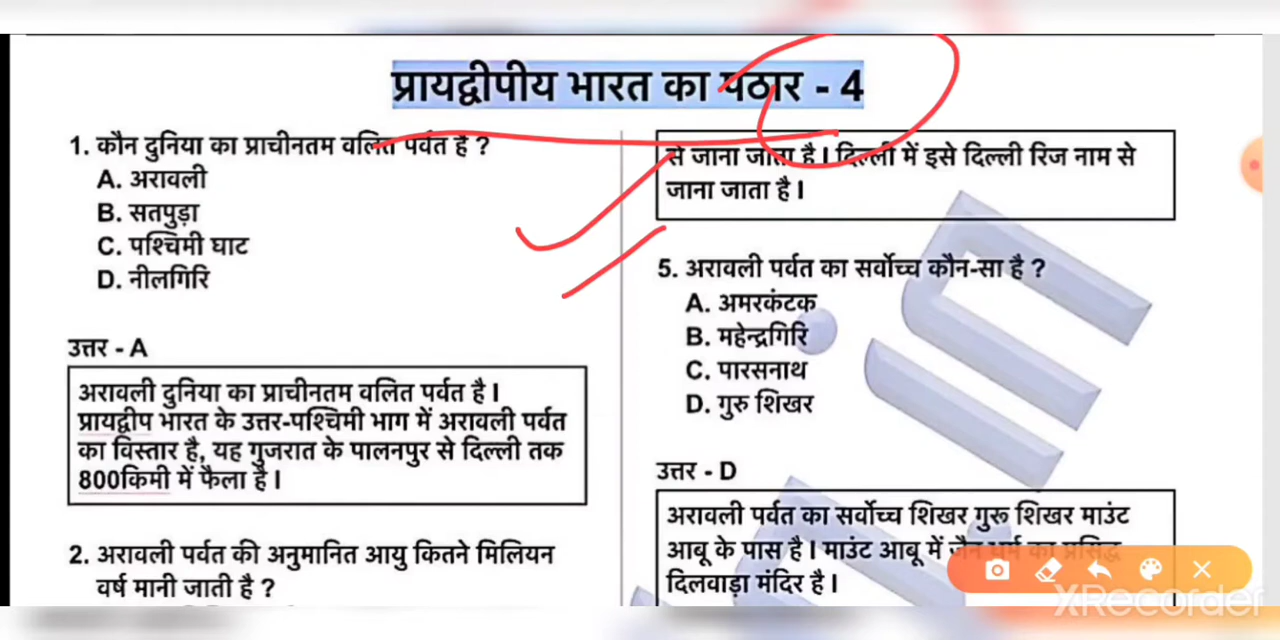 प्रायद्वीपीय भारत का पठार - 4
1. कौन दुनिया का प्राचीनतम वलित पर्वत है ?
A. अरावली
B. सतपुड़ा
C. पश्चिमी घाट
D. नीलगिरि
उत्तर - A
अरावली दुनिया का प्राचीनतम वलित पर्वत है I
प्रायद्वीप भारत के उत्तर-पश्चिमी भाग में अरावली पर्वत
का विस्तार है, यह गुजरात के पालनपुर से दिल्ली तक
800किमी में फैला है I
2. अरावली पर्वत की अनुमानित आयु कितने मिलियन
वर्ष मानी जाती है ?
से जाना जाता है I दिल्ली में इसे दिल्ली रिज नाम से
जाना जाता है I
5. अरावली पर्वत का सर्वोच्च कौन-सा है ?
A. अमरकंटक
B. महेन्द्रगिरि
C. पारसनाथ
D. गुरु शिखर
उत्तर - D
अरावली पर्वत का सर्वोच्च शिखर गुरू शिखर माउंट
आबू के पास है I माउंट आबू में जैन धर्म का प्रसिद्ध
दिलवाड़ा मंदिर है I
XRecorder